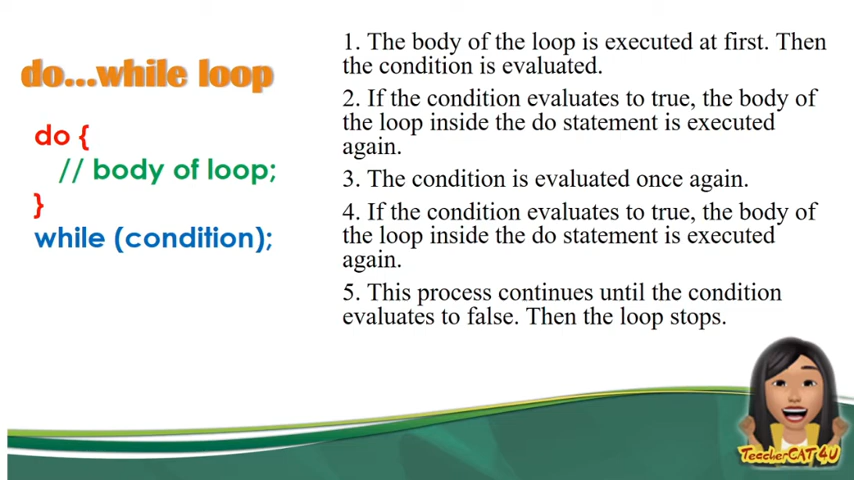 do...while loop
do {
// body of loop;
}
while (condition);
1. The body of the loop is executed at first. Then
the condition is evaluated.
2. If the condition evaluates to true, the body of
the loop inside the do statement is executed
again.
3. The condition is evaluated once again.
4. If the condition evaluates to true, the body of
the loop inside the do statement is executed
again.
5. This process continues until the condition
evaluates to false. Then the loop stops.
TeacherCAT 4U